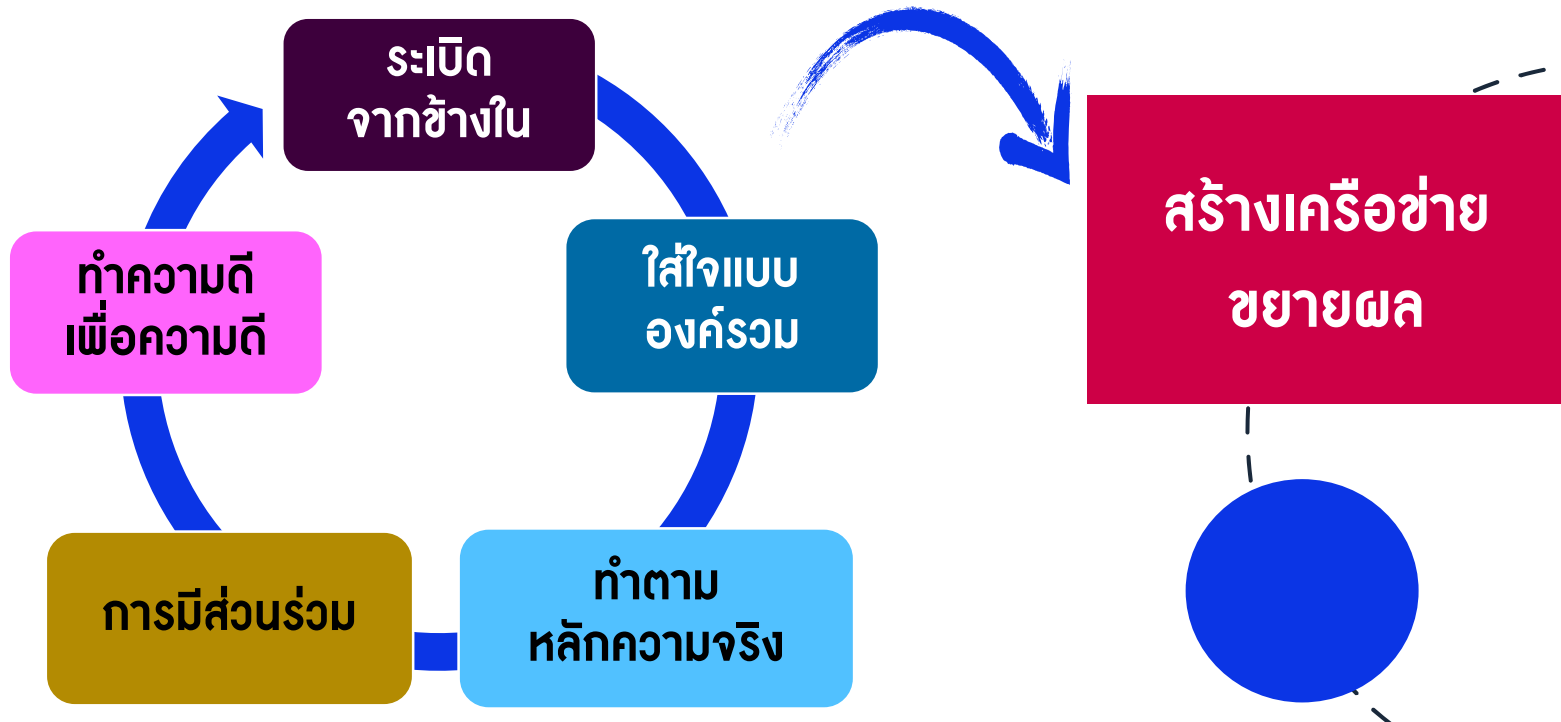 ระเบิด
จากข้างใน
ใส่ใจแบบ
องค์รวม
ทำตาม
หลักความจริง
การมีส่วนร่วม
ทำความดี
เพื่อความดี
สร้างเครือข่าย
ขยายผล